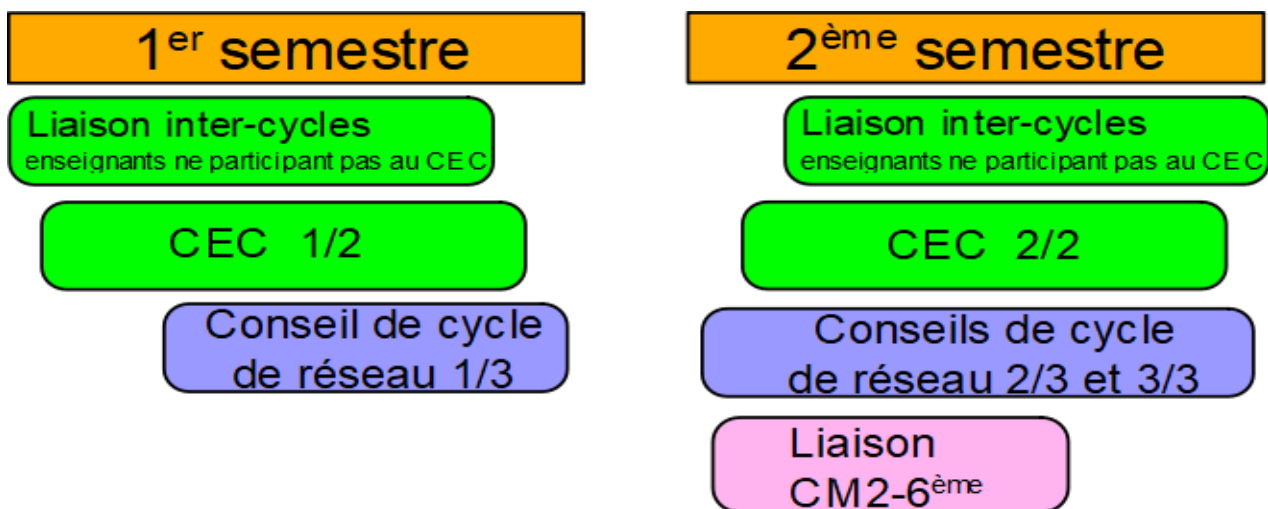 1er semestre
Liaison inter-cycles
enseignants ne participant pas au CEC
CEC 1/2
Conseil de cycle
de réseau 1/3
2ème semestre
Liaison inter-cycles
enseignants ne participant pas au CEC
CEC 2/2
Conseils de cycle
de réseau 2/3 et 3/3
Liaison
CM2-6ème